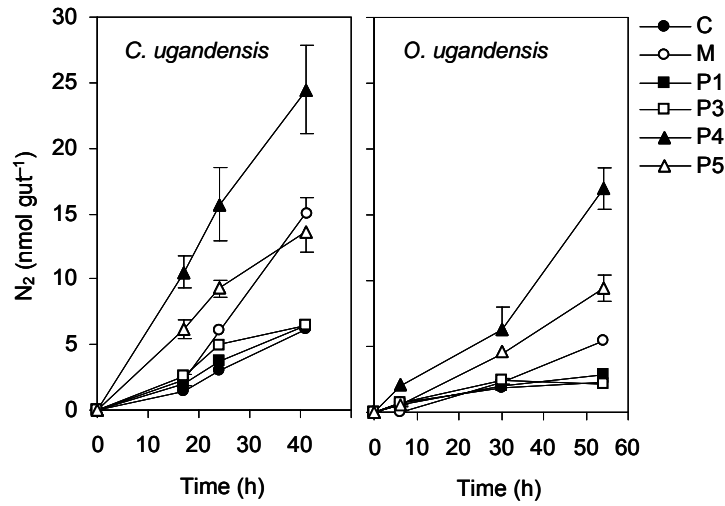 C. ugandensis
O. ugandensis
C
M
P1
P3
P4
P5
N₂ (nmol gut⁻¹)
30
25
20
15
10
5
0
0 10 20 30 40
0 10 20 30 40 50 60
Time (h)
Time (h)